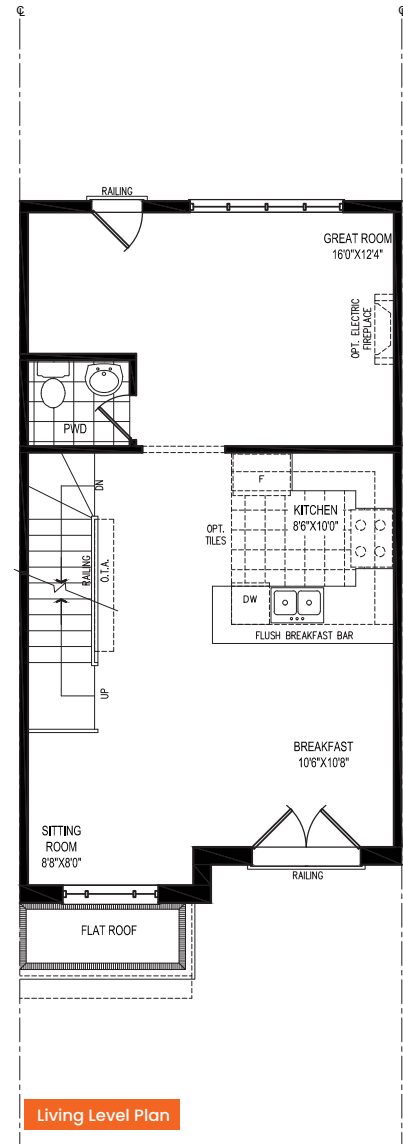 RAILING
GREAT ROOM
16'0"X12'4"
OPT. ELECTRIC
FIREPLACE
PWD
DN
F
KITCHEN
8'6"X10'0"
OPT.
TILES
RAILING
O.T.A.
DW
FLUSH BREAKFAST BAR
UP
BREAKFAST
10'6"X10'8"
SITTING
ROOM
8'8"X8'0"
RAILING
FLAT ROOF
Living Level Plan